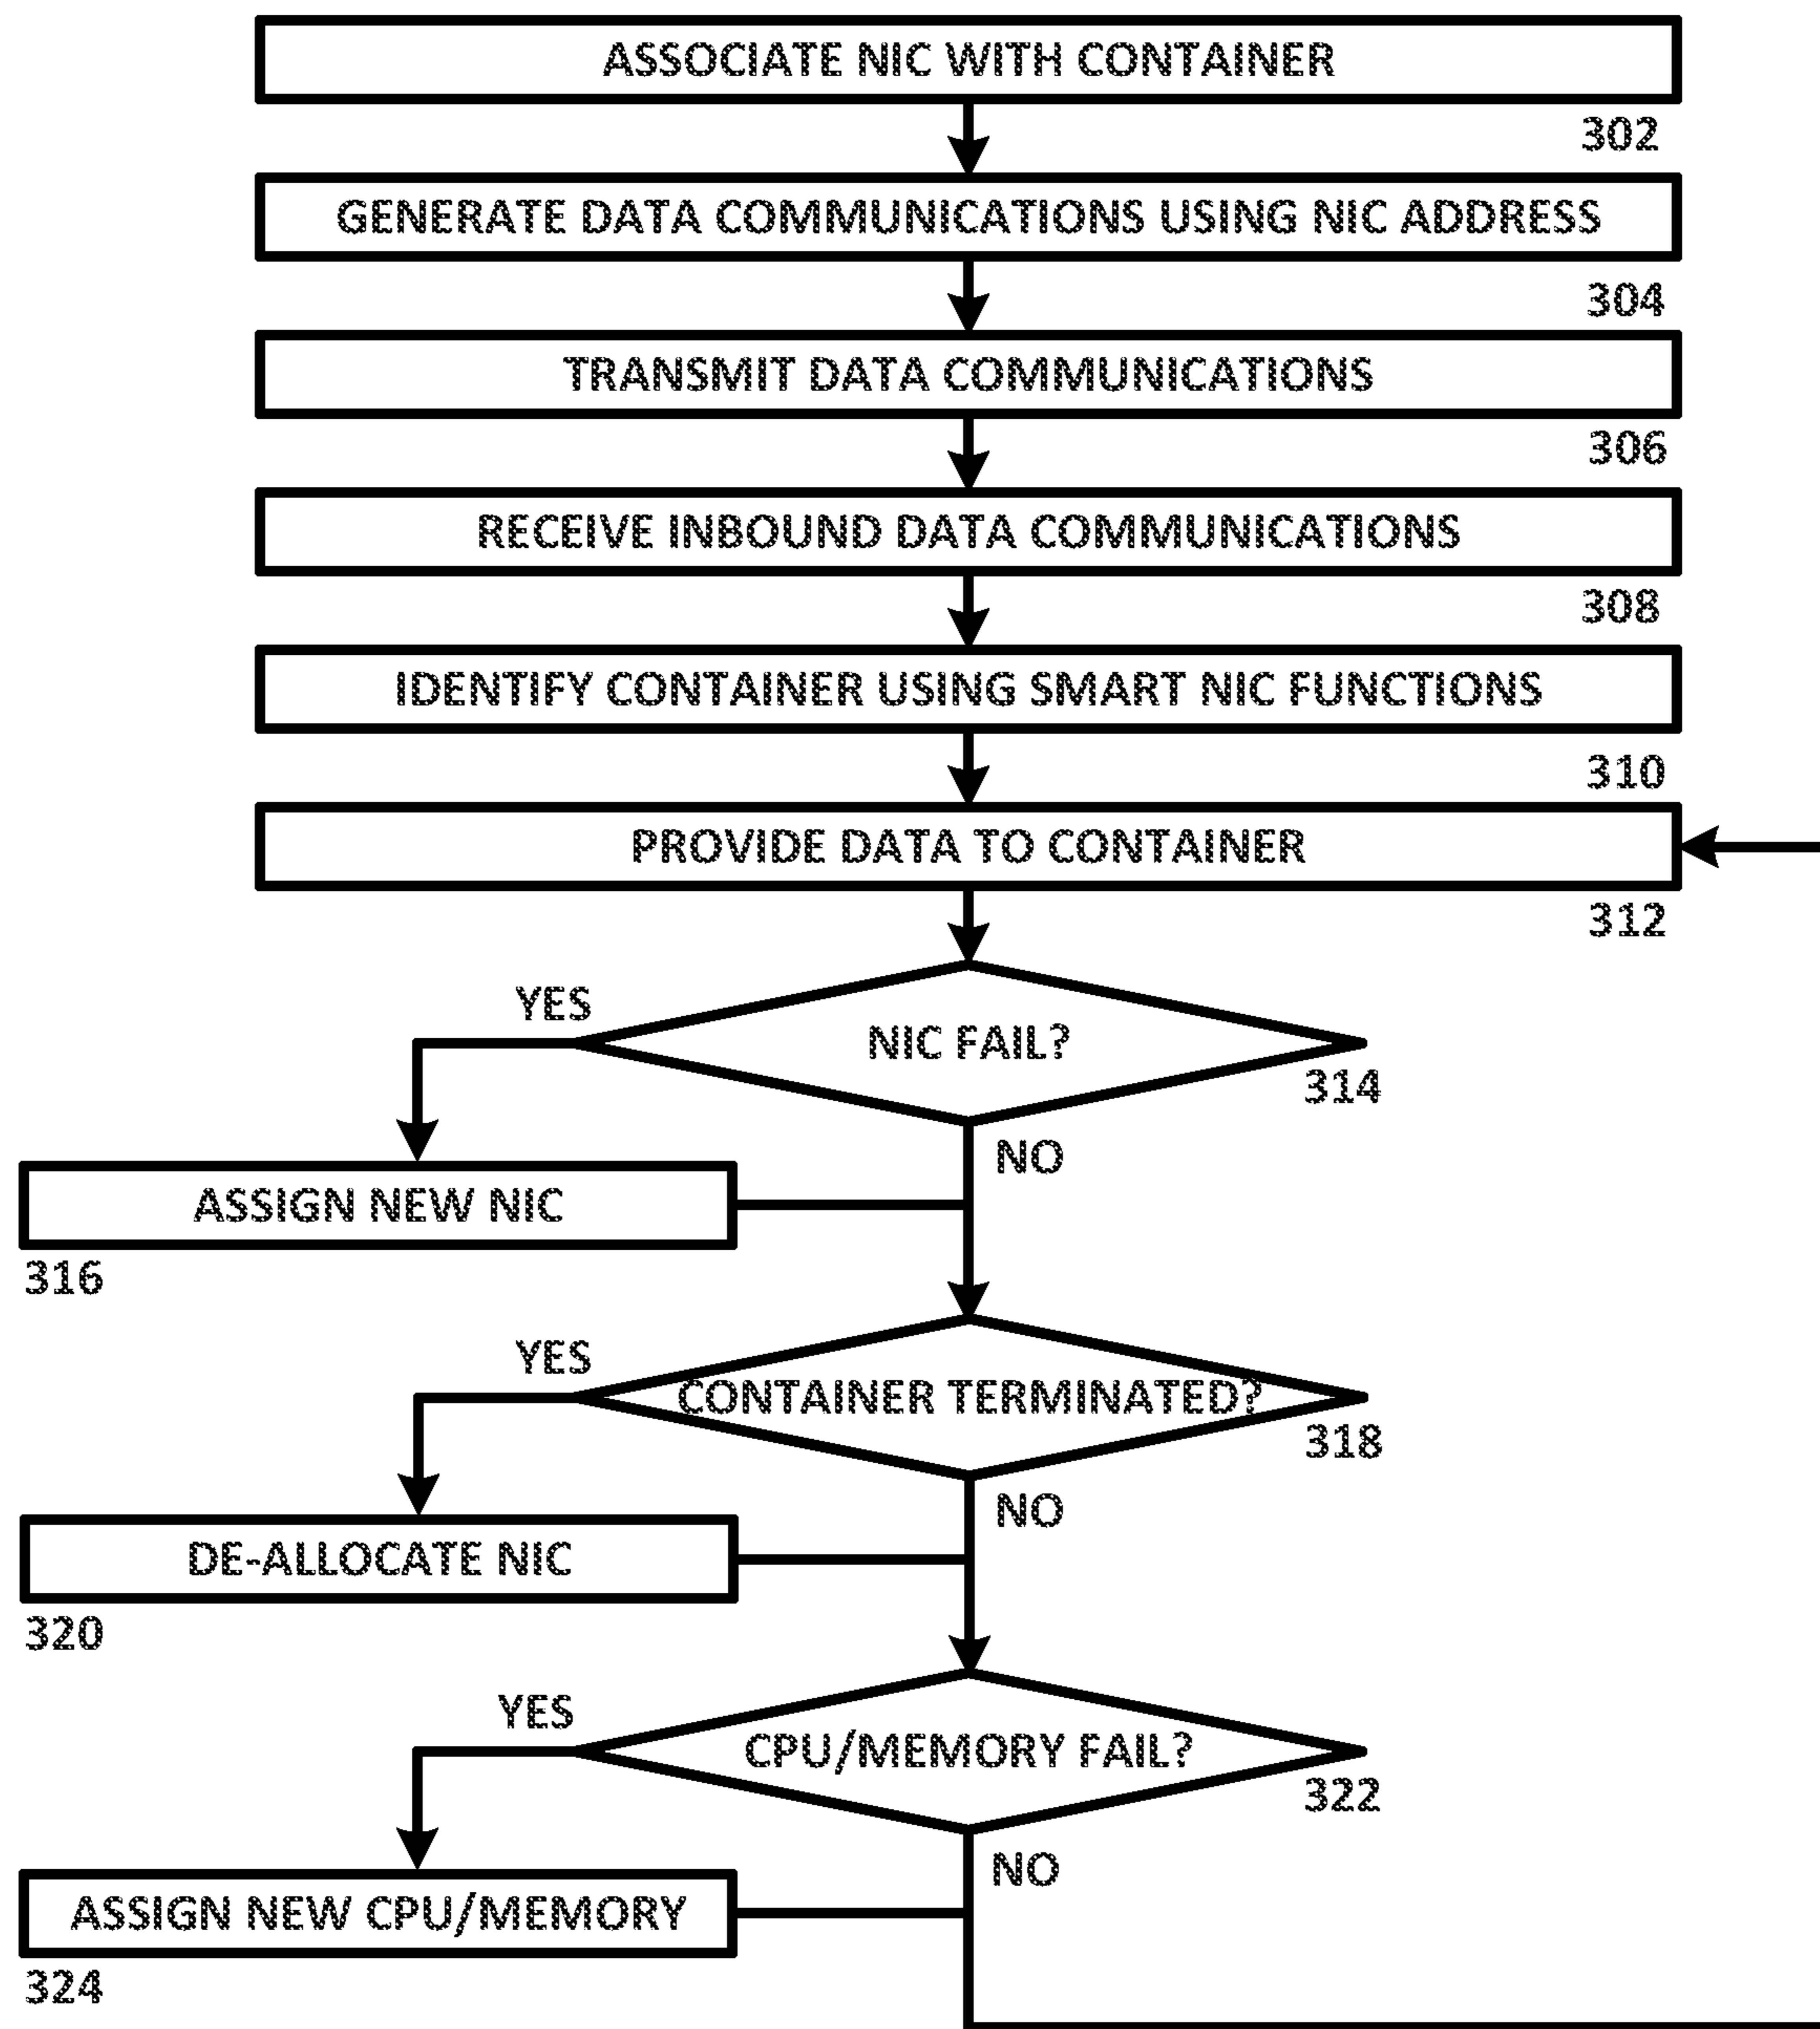 ASSOCIATE NIC WITH CONTAINER
302
GENERATE DATA COMMUNICATIONS USING NIC ADDRESS
304
TRANSMIT DATA COMMUNICATIONS
306
RECEIVE INBOUND DATA COMMUNICATIONS
308
IDENTIFY CONTAINER USING SMART NIC FUNCTIONS
310
PROVIDE DATA TO CONTAINER
312
YES
NIC FAIL?
314
NO
ASSIGN NEW NIC
316
YES
CONTAINER TERMINATED?
318
NO
DE-ALLOCATE NIC
320
YES
CPU/MEMORY FAIL?
322
NO
ASSIGN NEW CPU/MEMORY
324